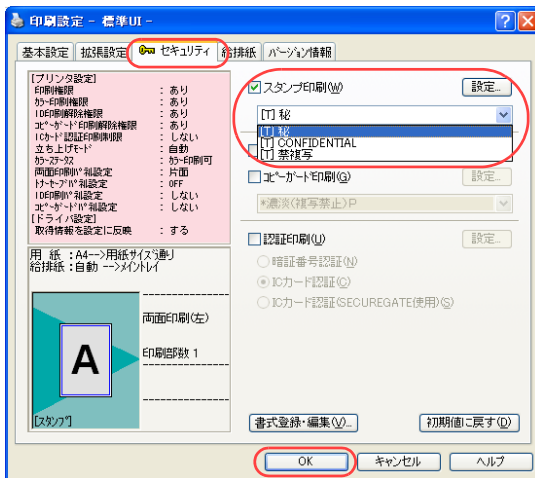 印刷設定 - 標準UI -
基本設定 拡張設定 セキュリティ 給排紙 バージョン情報
[プリンタ設定]
印刷権限 : あり
カラー印刷権限 : あり
ID印刷解除権限 : あり
コピーガード印刷解除権限 : あり
ICカード認証印刷制限 : しない
立ち上げモード : 自動
カラーステータス : カラー印刷可
両面印刷パネル設定 : 片面
トナーセーブパネル設定 : OFF
ID印刷パネル設定 : しない
コピーガードパネル設定 : しない
[ドライバ設定]
取得情報を設定に反映 : する
用 紙 :A4-->用紙サイズ通り
給排紙 :自動 -->メイントレイ
両面印刷(左)
A
印刷部数 1
[スタンプ]
スタンプ印刷(W) 設定...
[T] 秘
[T] 秘
[T] CONFIDENTIAL
[T] 禁複写
コピーガード印刷(G) 設定...
*濃淡(複写禁止)P
認証印刷(U) 設定...
暗証番号認証(N)
ICカード認証(C)
ICカード認証(SECUREGATE使用)(S)
書式登録・編集(V)... 初期値に戻す(D)
OK キャンセル ヘルプ